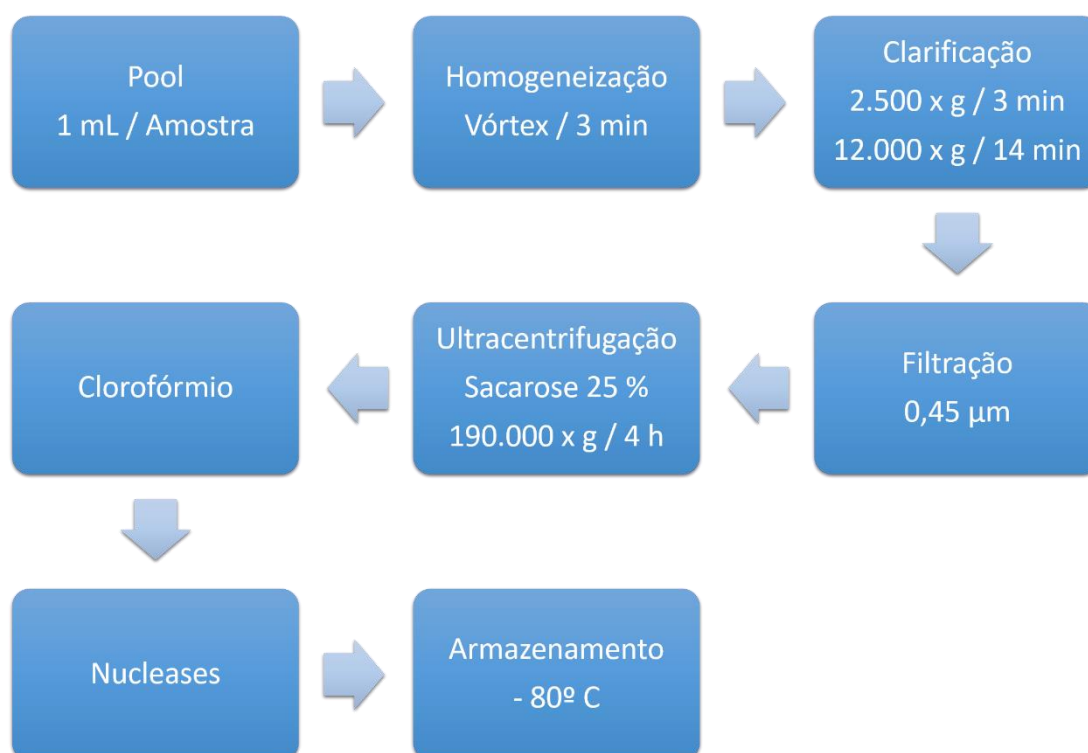 Pool
1 mL / Amostra
Homogeneização
Vórtex / 3 min
Clarificação
2.500 x g / 3 min
12.000 x g / 14 min
Filtração
0,45 µm
Ultracentrifugação
Sacarose 25 %
190.000 x g / 4 h
Clorofórmio
Nucleases
Armazenamento
- 80º C